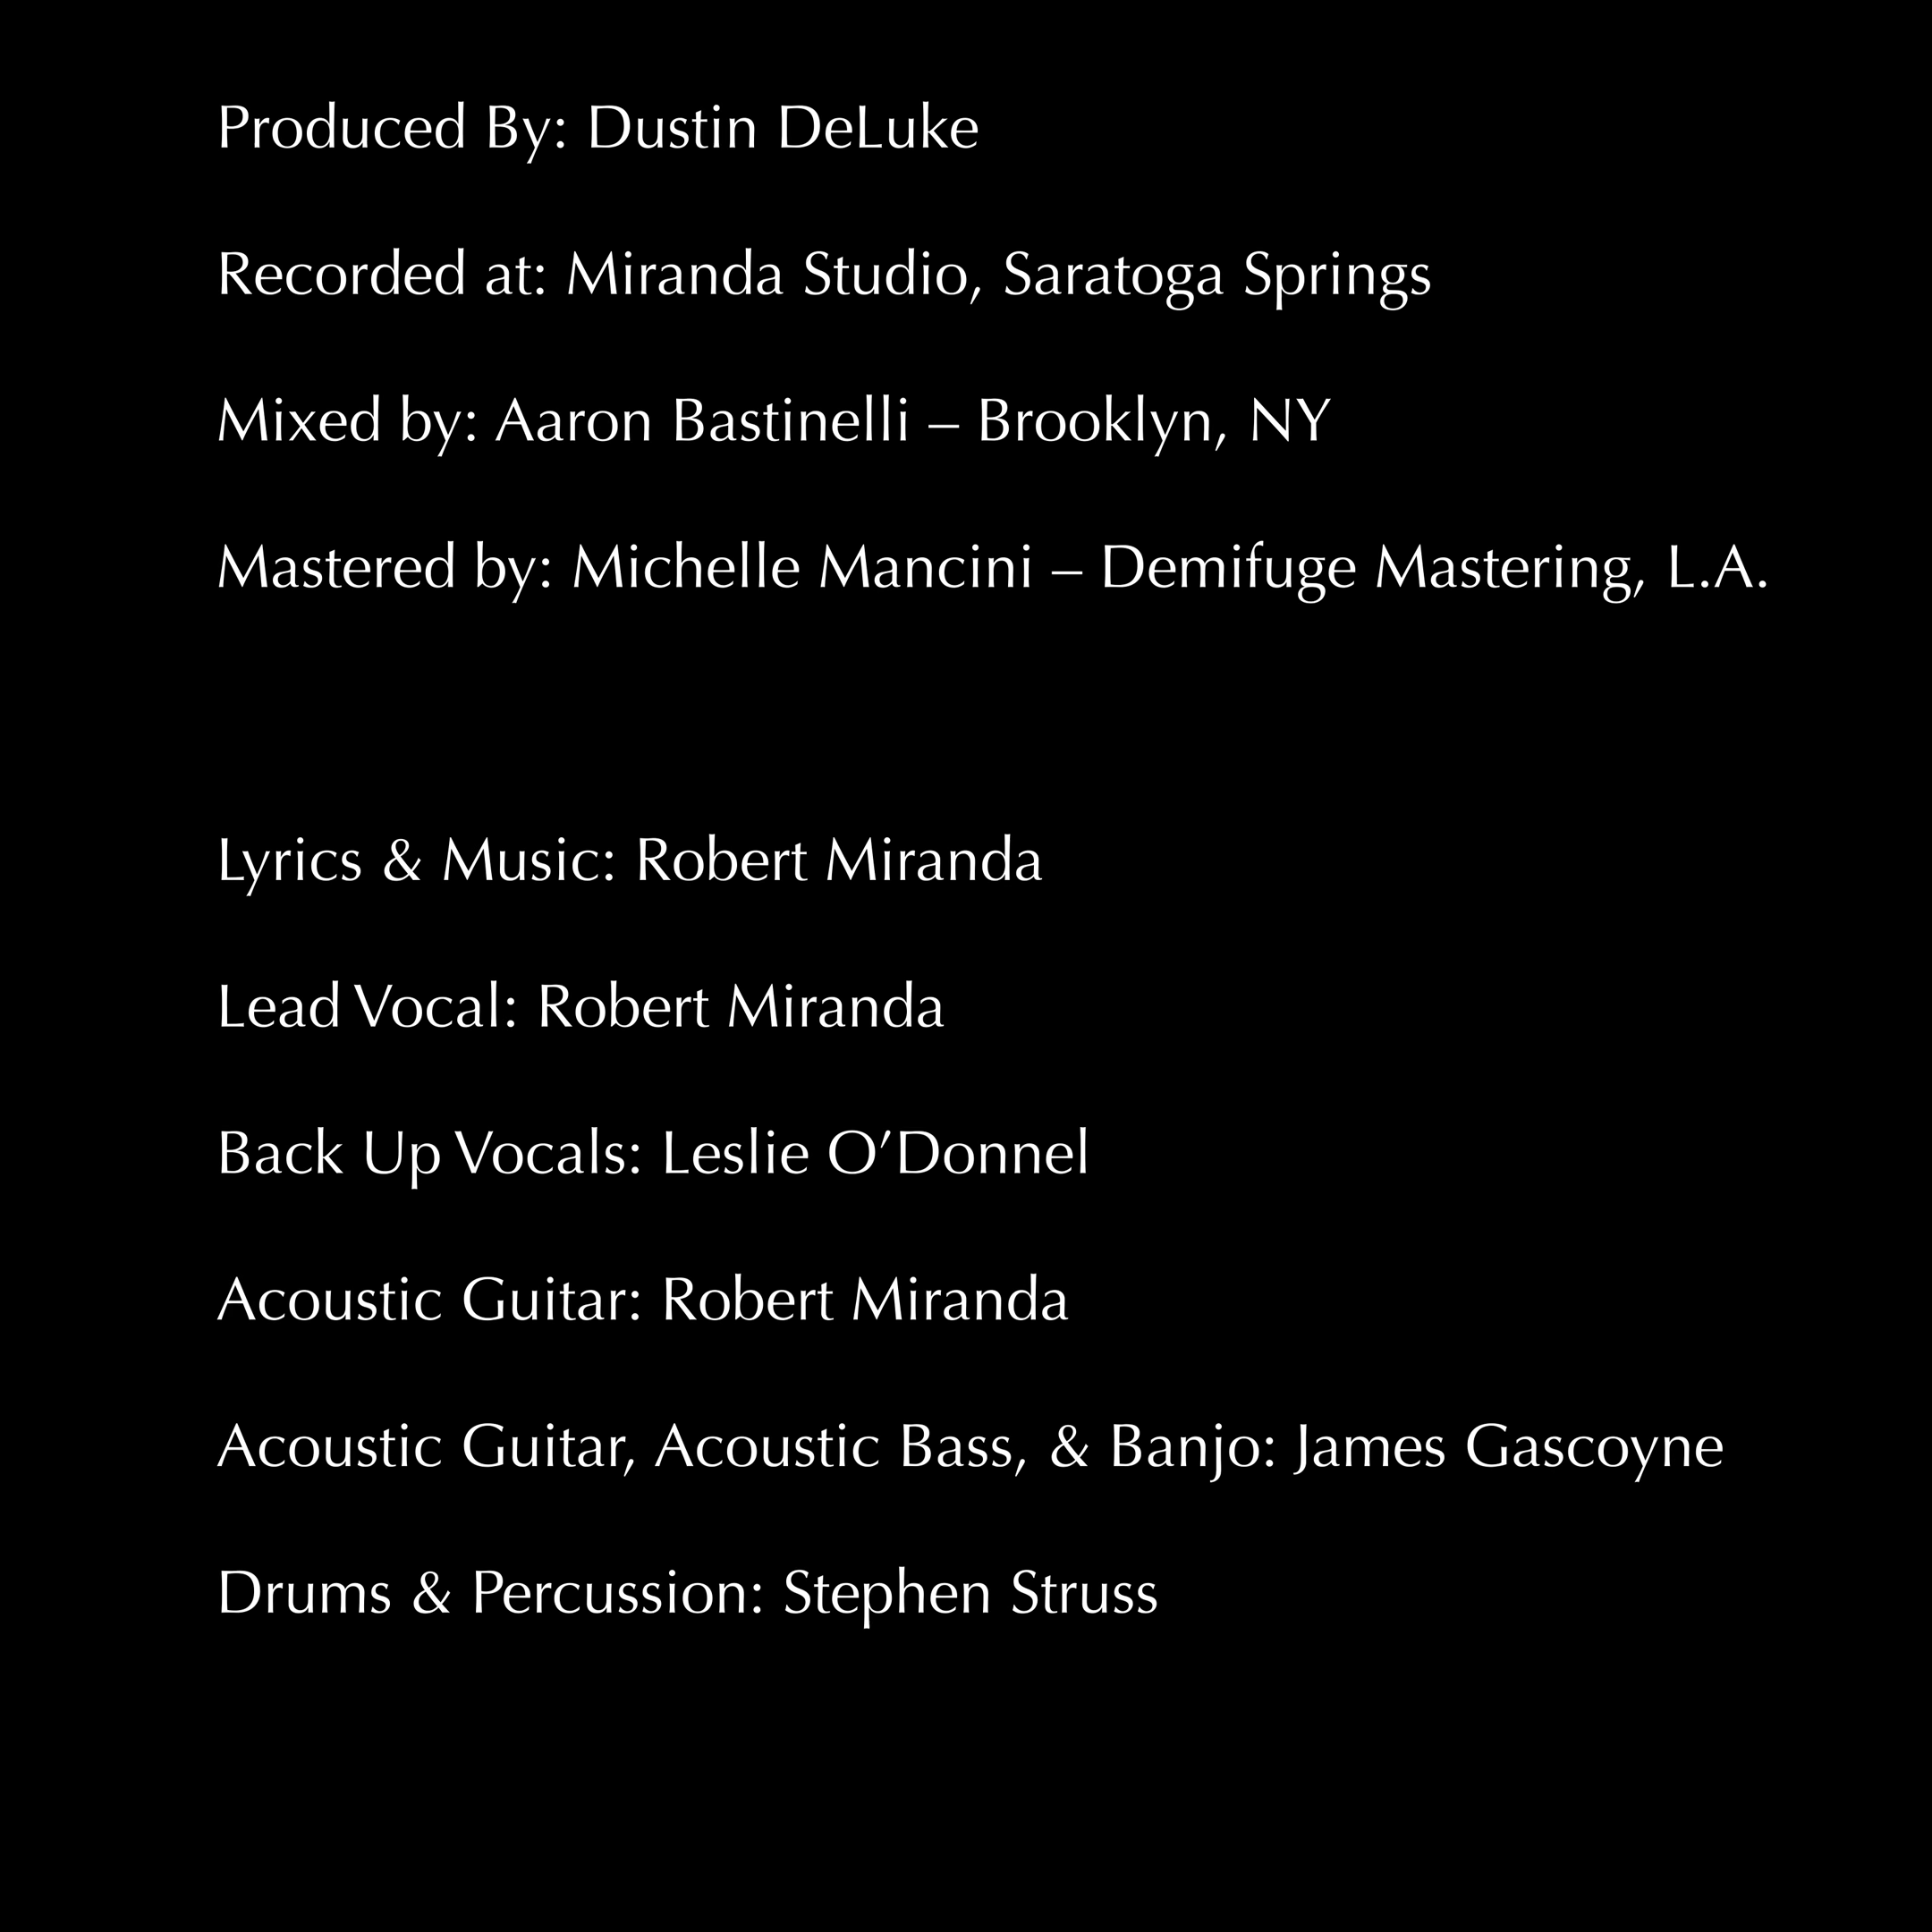 Produced By: Dustin DeLuke
Recorded at: Miranda Studio, Saratoga Springs
Mixed by: Aaron Bastinelli – Brooklyn, NY
Mastered by: Michelle Mancini – Demifuge Mastering, L.A.
Lyrics & Music: Robert Miranda
Lead Vocal: Robert Miranda
Back Up Vocals: Leslie O’Donnel
Acoustic Guitar: Robert Miranda
Acoustic Guitar, Acoustic Bass, & Banjo: James Gascoyne
Drums & Percussion: Stephen Struss